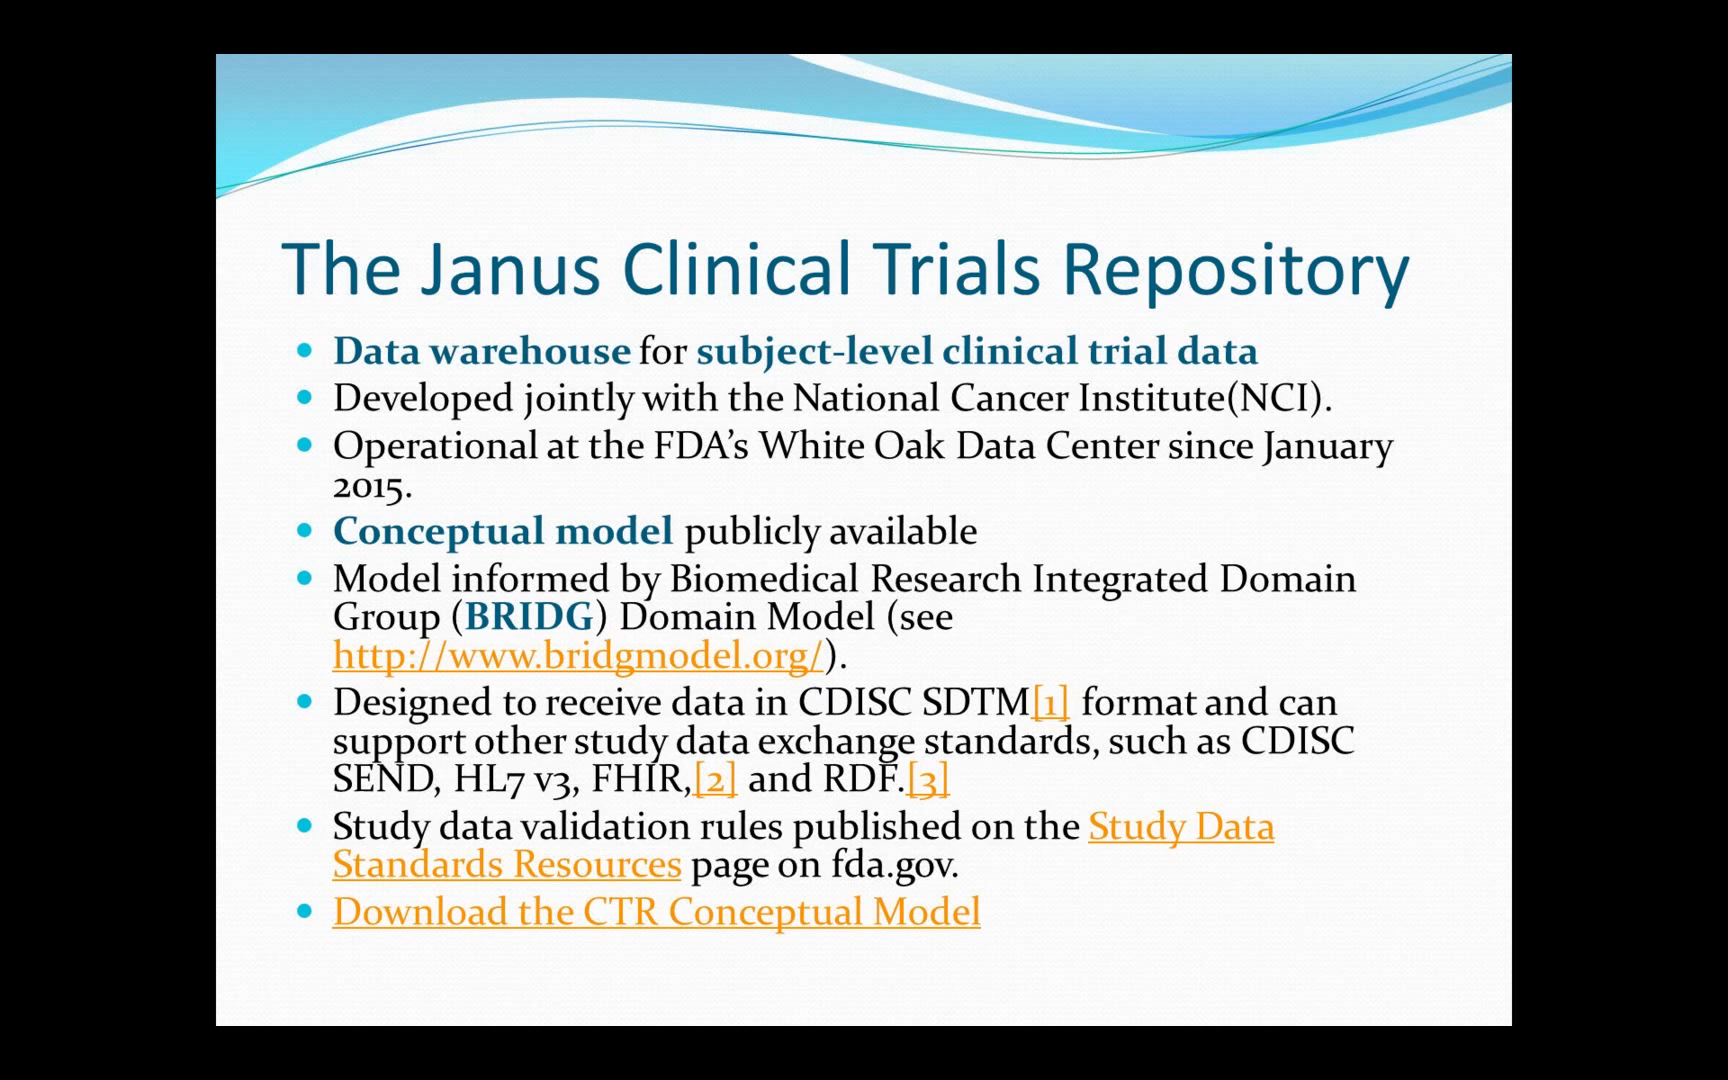 The Janus Clinical Trials Repository
• Data warehouse for subject-level clinical trial data
• Developed jointly with the National Cancer Institute(NCI).
• Operational at the FDA’s White Oak Data Center since January
2015.
• Conceptual model publicly available
• Model informed by Biomedical Research Integrated Domain
Group (BRIDG) Domain Model (see
http://www.bridgmodel.org/).
• Designed to receive data in CDISC SDTM[1] format and can
support other study data exchange standards, such as CDISC
SEND, HL7 v3, FHIR,[2] and RDF.[3]
• Study data validation rules published on the Study Data
Standards Resources page on fda.gov.
• Download the CTR Conceptual Model